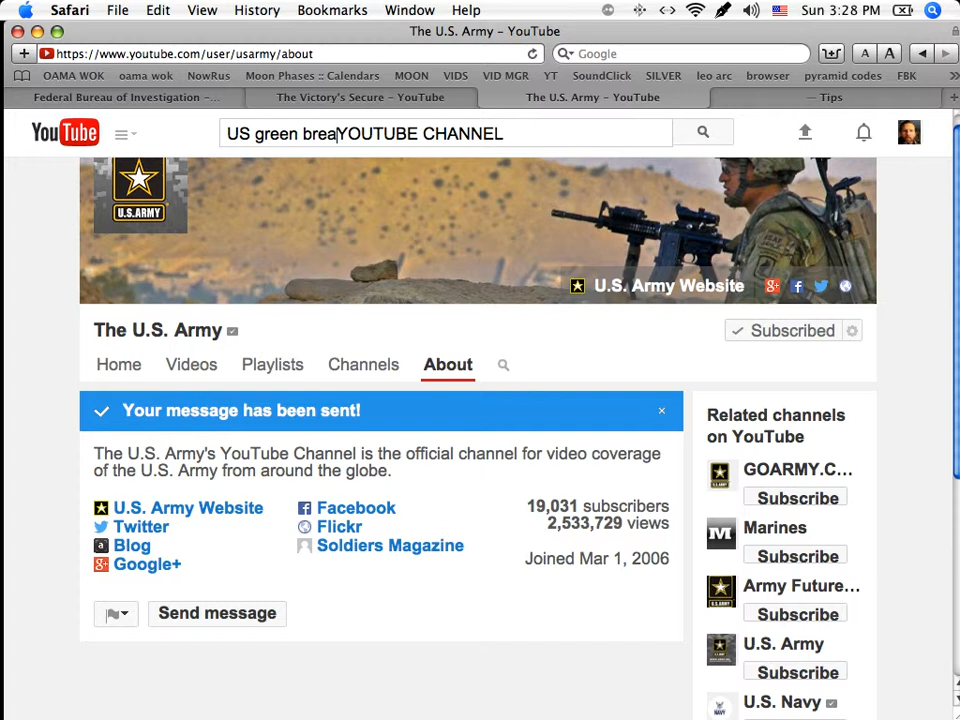 Safari File Edit View History Bookmarks Window Help Sun 3:28 PM
The U.S. Army – YouTube
https://www.youtube.com/user/usarmy/about Google A A
OAMA WOK oama wok NowRus Moon Phases :: Calendars MOON VIDS VID MGR YT SoundClick SILVER leo arc browser pyramid codes FBK
Federal Bureau of Investigation –... The Victory's Secure – YouTube The U.S. Army – YouTube — Tips
YouTube US green breaYOUTUBE CHANNEL
U.S.ARMY
U.S. Army Website
The U.S. Army Subscribed
Home Videos Playlists Channels About
Your message has been sent! ×
The U.S. Army's YouTube Channel is the official channel for video coverage
of the U.S. Army from around the globe.
U.S. Army Website Facebook 19,031 subscribers
Twitter Flickr 2,533,729 views
Blog Soldiers Magazine
Google+ Joined Mar 1, 2006
Send message
Related channels
on YouTube
GOARMY.C...
Subscribe
Marines
Subscribe
Army Future...
Subscribe
U.S. Army
Subscribe
U.S. Navy